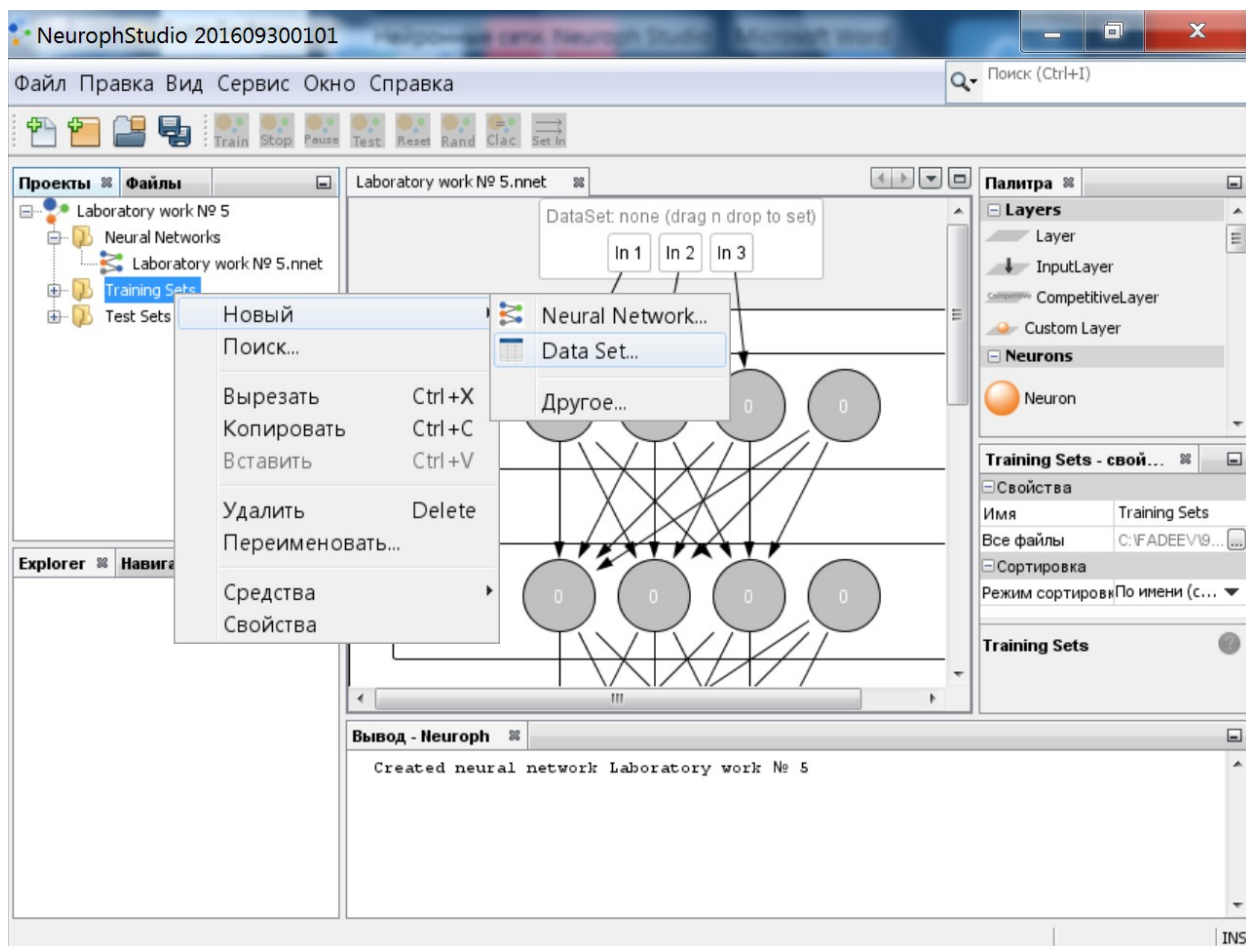 NeurophStudio 201609300101
Файл Правка Вид Сервис Окно Справка
Поиск (Ctrl+I)
Train Stop Pause Test Reset Rand Clac Set In
Проекты Файлы
Laboratory work № 5
Neural Networks
Laboratory work № 5.nnet
Training Sets
Test Sets
Новый
Поиск...
Вырезать Ctrl+X
Копировать Ctrl+C
Вставить Ctrl+V
Удалить Delete
Переименовать...
Средства
Свойства
Neural Network...
Data Set...
Другое...
Explorer Навига
Laboratory work № 5.nnet
DataSet: none (drag n drop to set)
In 1 In 2 In 3
0 0
0 0 0 0
Палитра
Layers
Layer
InputLayer
Competitive CompetitiveLayer
Custom Layer
Neurons
Neuron
Training Sets - свой...
Свойства
Имя Training Sets
Все файлы C:\FADEEV\9... ...
Сортировка
Режим сортировк По имени (с...
Training Sets
?
Вывод - Neuroph
Created neural network Laboratory work № 5
INS